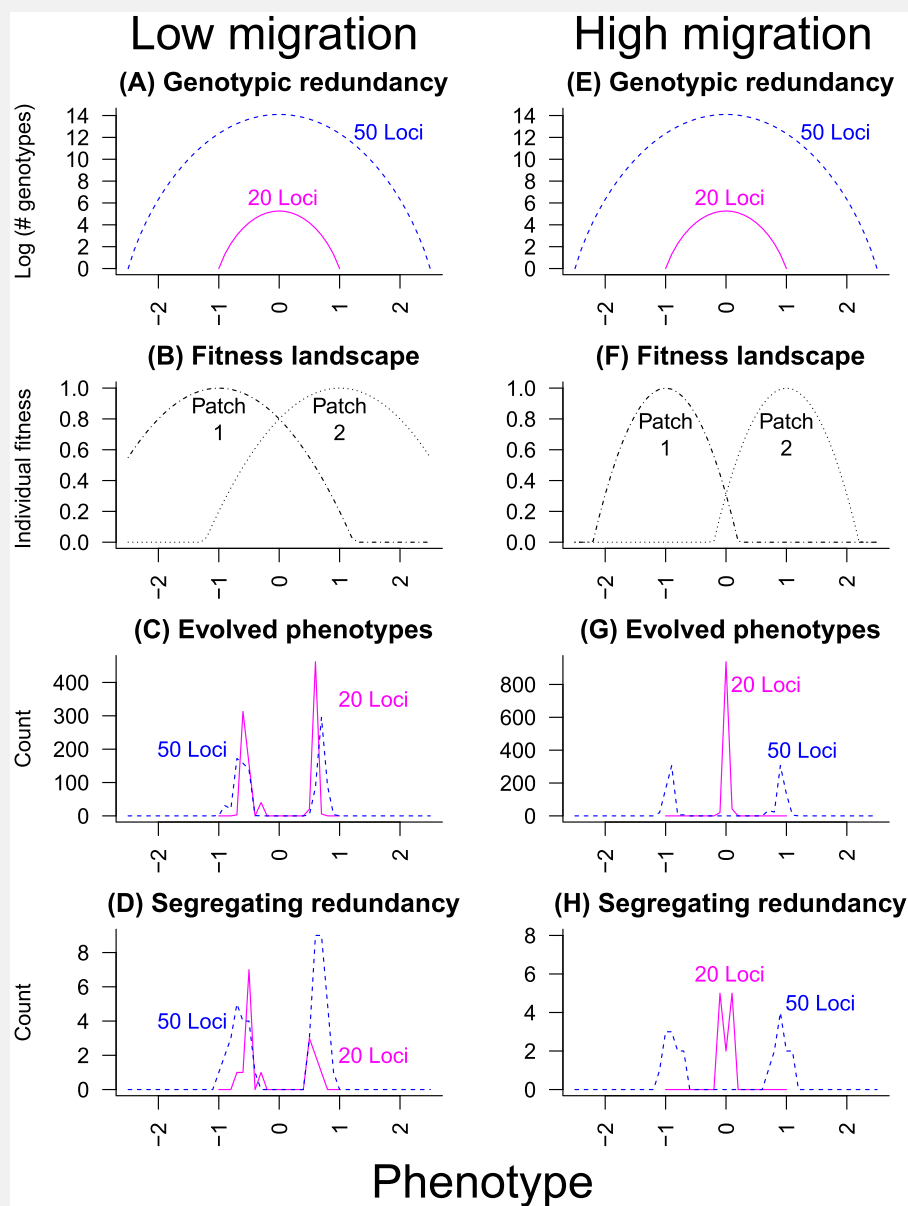 Low migration
High migration
(A) Genotypic redundancy
Log (# genotypes)
14
12
10
8
6
4
2
0
50 Loci
20 Loci
−2
−1
0
1
2
(E) Genotypic redundancy
14
12
10
8
6
4
2
0
50 Loci
20 Loci
−2
−1
0
1
2
(B) Fitness landscape
Individual fitness
1.0
0.8
0.6
0.4
0.2
0.0
Patch
1
Patch
2
−2
−1
0
1
2
(F) Fitness landscape
1.0
0.8
0.6
0.4
0.2
0.0
Patch
1
Patch
2
−2
−1
0
1
2
(C) Evolved phenotypes
Count
400
300
200
100
0
20 Loci
50 Loci
−2
−1
0
1
2
(G) Evolved phenotypes
800
600
400
200
0
20 Loci
50 Loci
−2
−1
0
1
2
(D) Segregating redundancy
Count
8
6
4
2
0
50 Loci
20 Loci
−2
−1
0
1
2
(H) Segregating redundancy
8
6
4
2
0
20 Loci
50 Loci
−2
−1
0
1
2
Phenotype